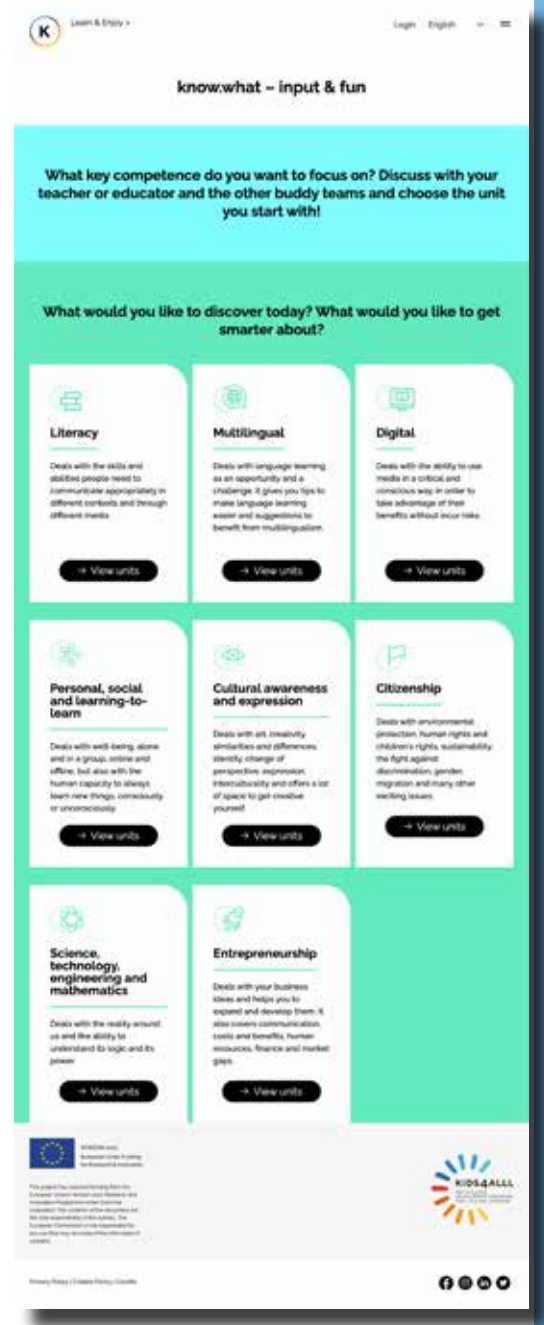 K
Learn & Enjoy
Login English
know.what – input & fun
What key competence do you want to focus on? Discuss with your
teacher or educator and the other buddy teams and choose the unit
you start with!
What would you like to discover today? What would you like to get
smarter about?
Literacy
Deals with the skills and
abilities people need to
communicate appropriately in
different contexts and through
different media.
→ View units
Multilingual
Deals with language learning
as an opportunity and a
challenge. It gives you tips to
make language learning
easier and suggestions to
benefit from multilingualism.
→ View units
Digital
Deals with the ability to use
media in a critical and
conscious way in order to
take advantage of their
benefits without incur risks.
→ View units
Personal, social
and learning-to-
learn
Deals with well-being, alone
and in a group, online and
offline, but also with the
human capacity to always
learn new things, consciously
or unconsciously.
→ View units
Cultural awareness
and expression
Deals with art, creativity,
similarities and differences,
identity, change of
perspective, expression,
interculturality and offers a lot
of space to get creative
yourself.
→ View units
Citizenship
Deals with environmental
protection, human rights and
children's rights, sustainability,
the fight against
discrimination, gender,
migration and many other
exciting issues.
→ View units
Science,
technology,
engineering and
mathematics
Deals with the reality around
us and the ability to
understand its logic and its
power.
→ View units
Entrepreneurship
Deals with your business
ideas and helps you to
expand and develop them. It
also covers communication,
costs and benefits, human
resources, finance and market
gaps.
→ View units
European Union Funding
for Research & Innovation
KIDS4ALLL
Privacy Policy | Cookie Policy | Credits